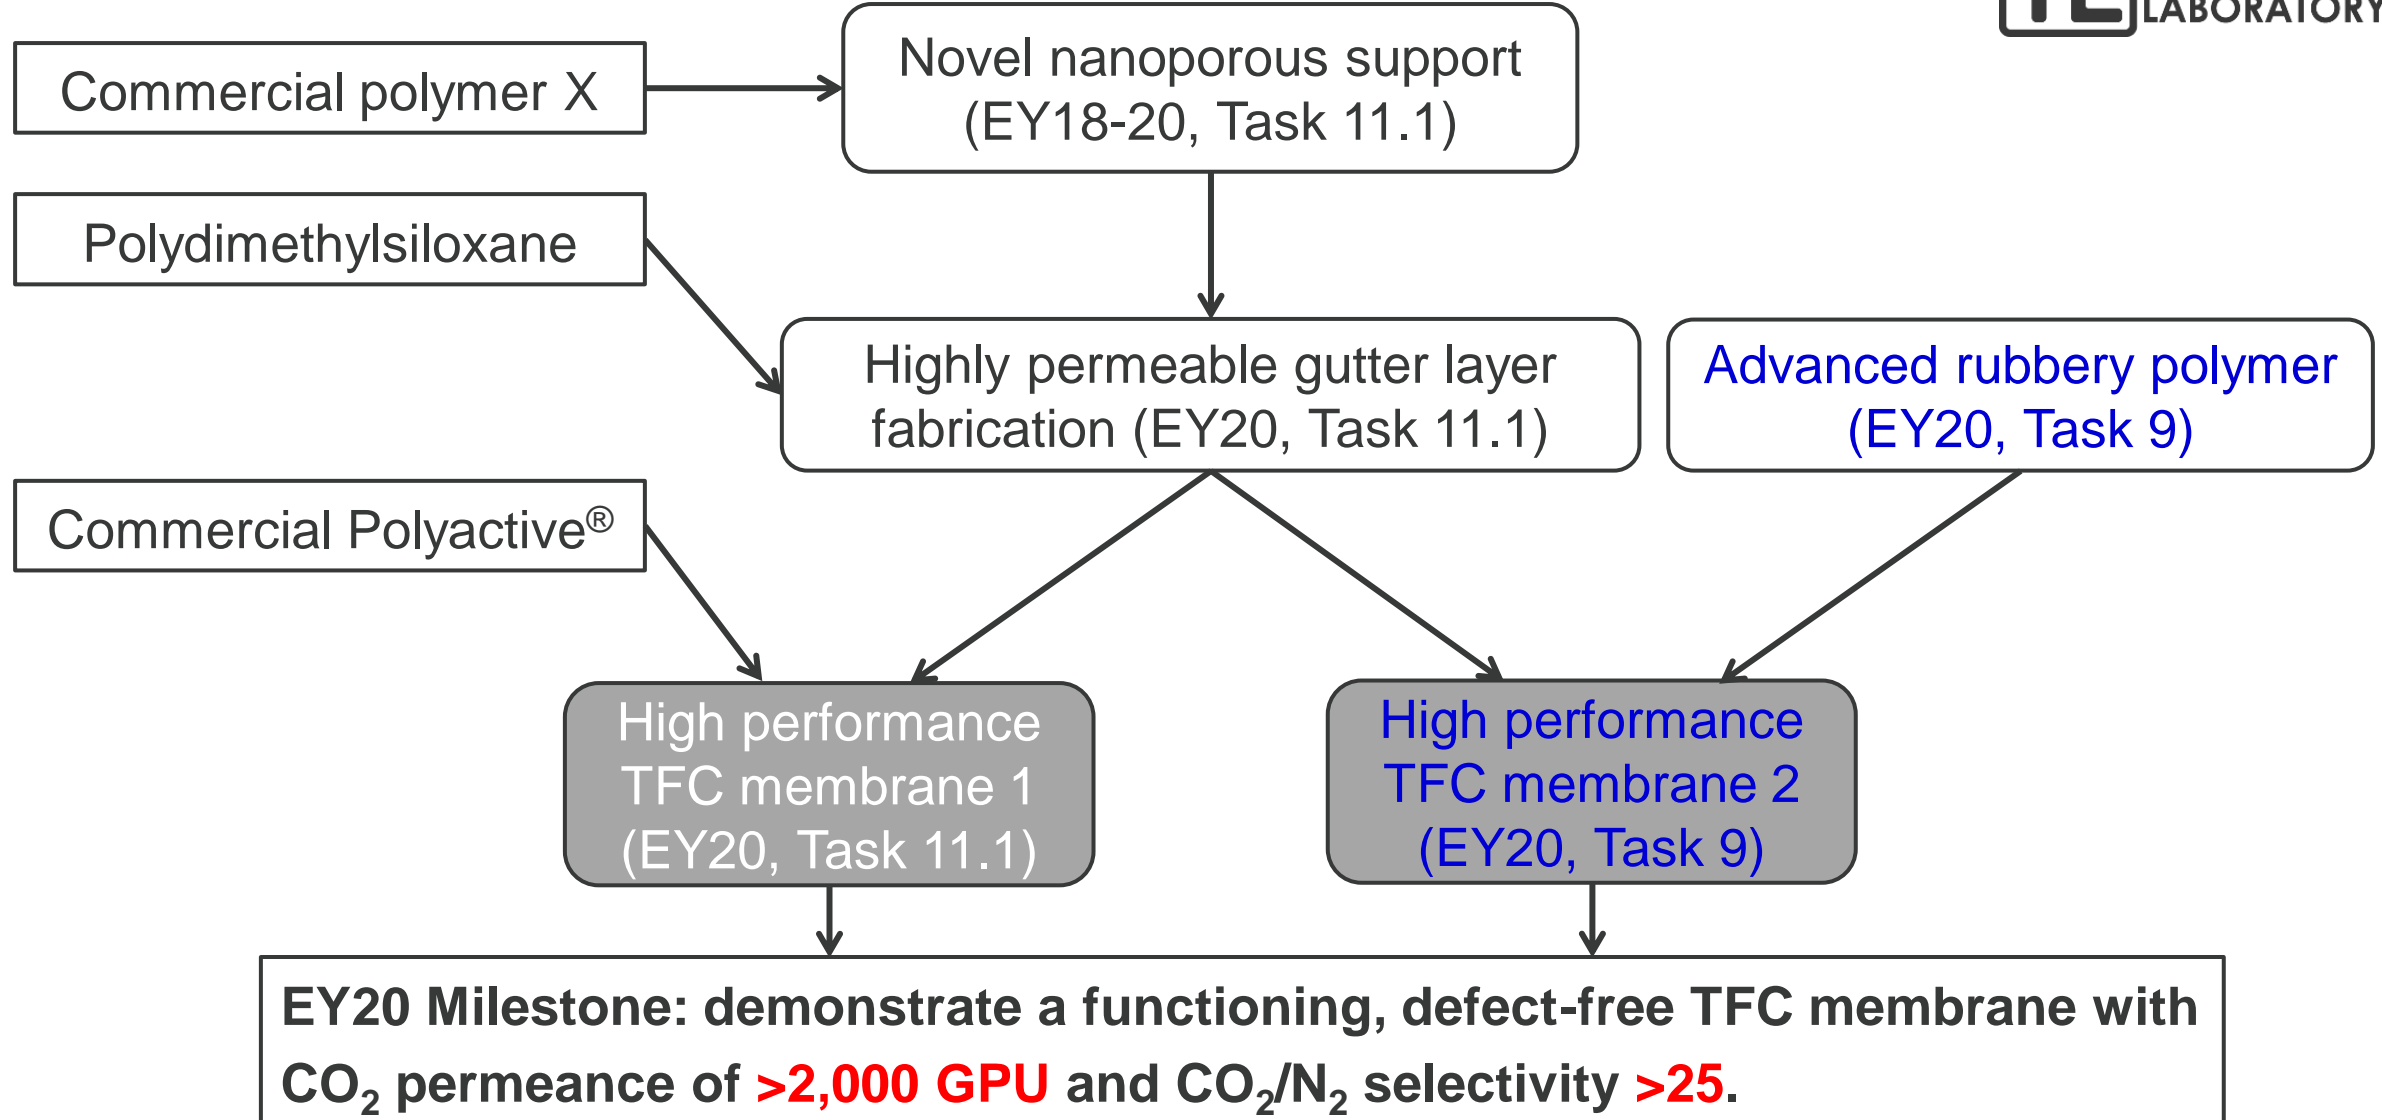 LABORATORY
Commercial polymer X
Novel nanoporous support
(EY18-20, Task 11.1)
Polydimethylsiloxane
Highly permeable gutter layer
fabrication (EY20, Task 11.1)
Advanced rubbery polymer
(EY20, Task 9)
Commercial Polyactive®
High performance
TFC membrane 1
(EY20, Task 11.1)
High performance
TFC membrane 2
(EY20, Task 9)
EY20 Milestone: demonstrate a functioning, defect-free TFC membrane with
CO₂ permeance of >2,000 GPU and CO₂/N₂ selectivity >25.